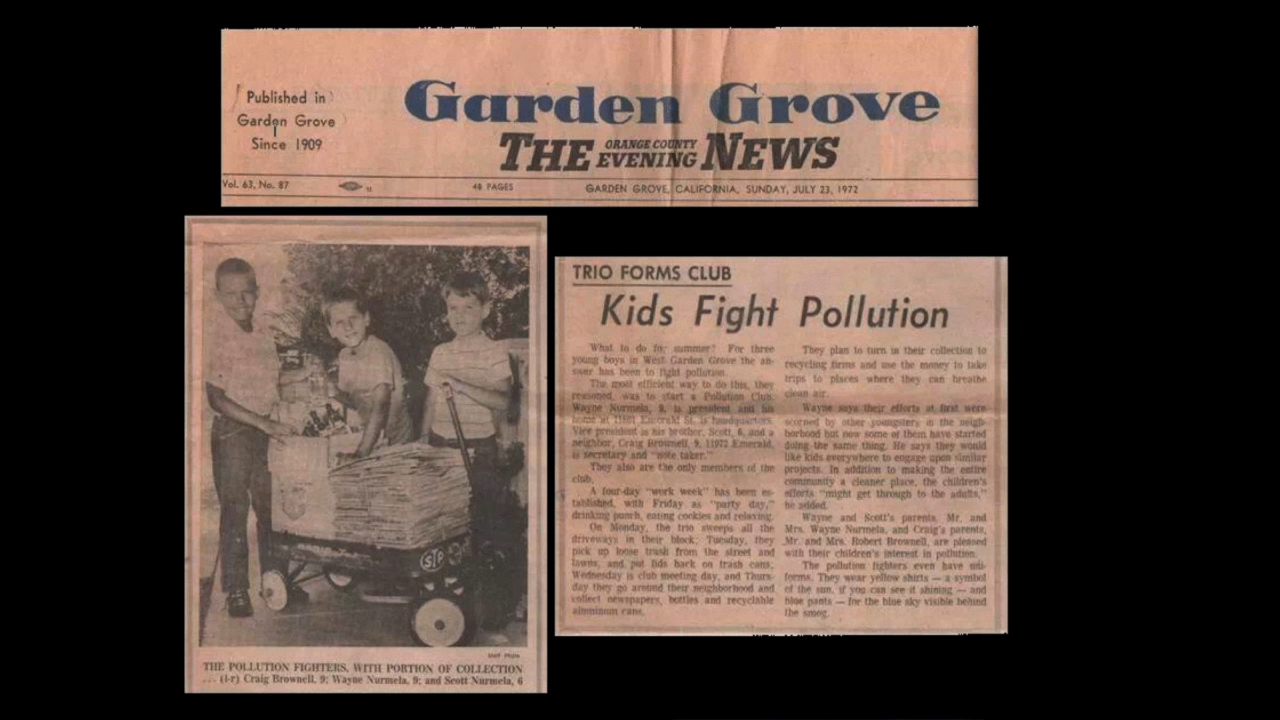 Published in
Garden Grove
Since 1909
Garden Grove
THE ORANGE COUNTY EVENING NEWS
Vol. 63, No. 87
48 PAGES
GARDEN GROVE, CALIFORNIA, SUNDAY, JULY 23, 1972
STP
Staff Photo
THE POLLUTION FIGHTERS, WITH PORTION OF COLLECTION
... (l-r) Craig Brownell, 9; Wayne Nurmela, 9; and Scott Nurmela, 6
TRIO FORMS CLUB
Kids Fight Pollution
What to do for summer? For three
young boys in West Garden Grove the an-
swer has been to fight pollution.
The most efficient way to do this, they
reasoned, was to start a Pollution Club.
Wayne Nurmela, 9, is president and his
home at Emerald St. is headquarters.
Vice president is his brother, Scott, 6, and a
neighbor, Craig Brownell, 9, 11972 Emerald,
is secretary and "note taker."
They also are the only members of the
club.
A four-day "work week" has been es-
tablished, with Friday as "party day,"
drinking punch, eating cookies and relaxing.
On Monday, the trio sweeps all the
driveways in their block; Tuesday, they
pick up loose trash from the street and
lawns, and put lids back on trash cans;
Wednesday is club meeting day, and Thurs-
day they go around their neighborhood and
collect newspapers, bottles and recyclable
aluminum cans.
They plan to turn in their collection to
recycling firms and use the money to take
trips to places where they can breathe
clean air.
Wayne says their efforts at first were
scorned by other youngsters in the neigh-
borhood but now some of them have started
doing the same thing. He says they would
like kids everywhere to engage upon similar
projects. In addition to making the entire
community a cleaner place, the children's
efforts "might get through to the adults,"
he added.
Wayne and Scott's parents, Mr. and
Mrs. Wayne Nurmela, and Craig's parents,
Mr. and Mrs. Robert Brownell, are pleased
with their children's interest in pollution.
The pollution fighters even have uni-
forms. They wear yellow shirts — a symbol
of the sun, if you can see it shining — and
blue pants — for the blue sky visible behind
the smog.